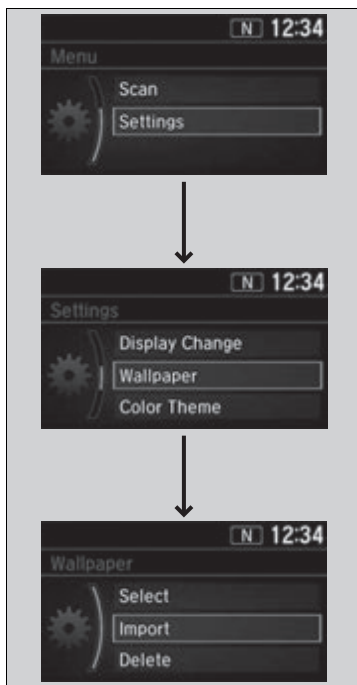 N 12:34
Menu
Scan
Settings
N 12:34
Settings
Display Change
Wallpaper
Color Theme
N 12:34
Wallpaper
Select
Import
Delete